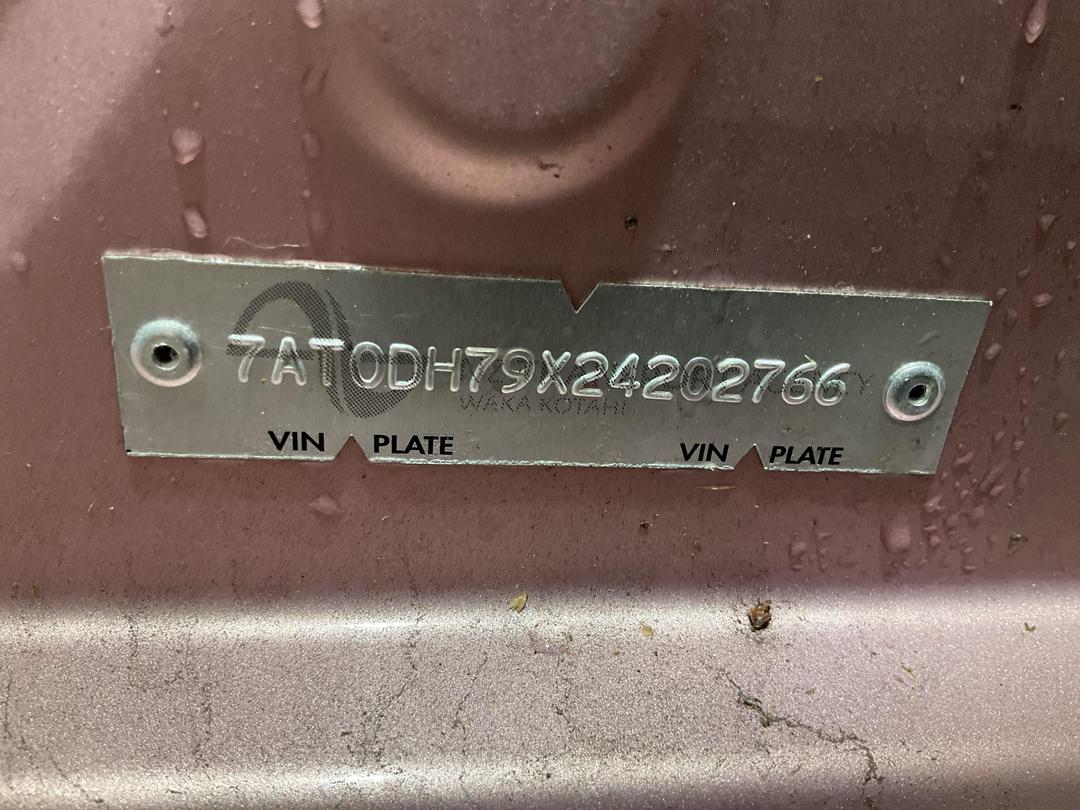 7AT0DH79X24202766
WAKA KOTAHI
VIN PLATE VIN PLATE